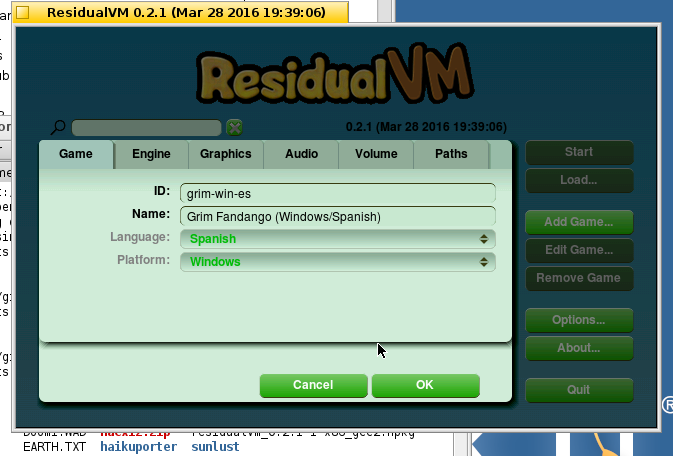 ResidualVM 0.2.1 (Mar 28 2016 19:39:06)
ResidualVM
0.2.1 (Mar 28 2016 19:39:06)
Game Engine Graphics Audio Volume Paths
ID: grim-win-es
Name: Grim Fandango (Windows/Spanish)
Language: Spanish
Platform: Windows
Cancel OK
Start
Load...
Add Game...
Edit Game...
Remove Game
Options...
About...
Quit
®
EARTH.TXT haikuporter sunlust